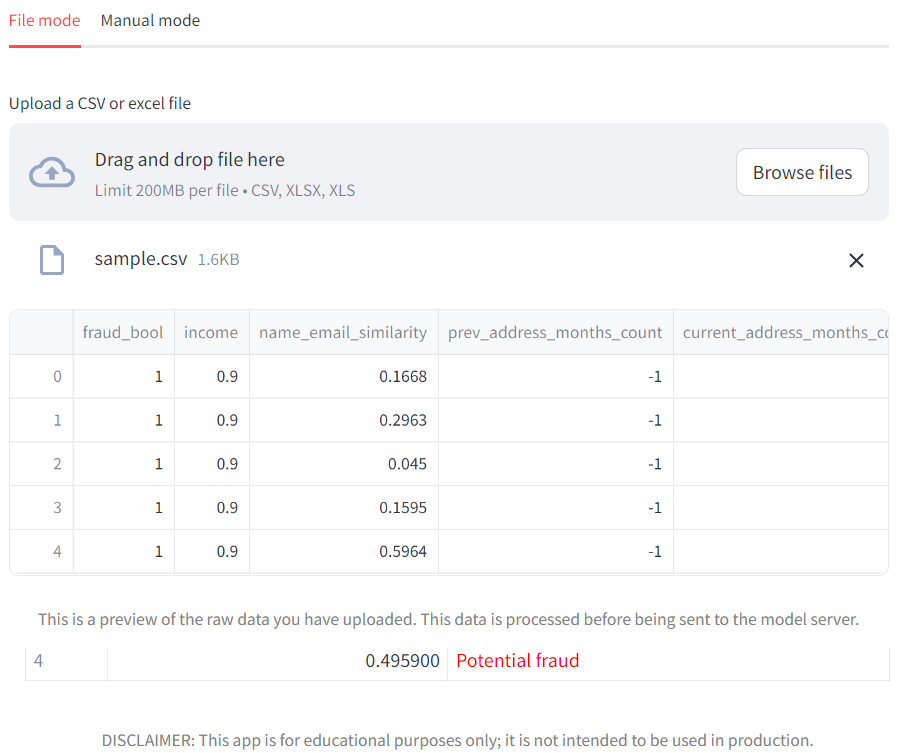 File mode Manual mode
Upload a CSV or excel file
Drag and drop file here
Limit 200MB per file • CSV, XLSX, XLS
Browse files
sample.csv 1.6KB
fraud_bool income name_email_similarity prev_address_months_count current_address_months_co
0 1 0.9 0.1668 -1
1 1 0.9 0.2963 -1
2 1 0.9 0.045 -1
3 1 0.9 0.1595 -1
4 1 0.9 0.5964 -1
This is a preview of the raw data you have uploaded. This data is processed before being sent to the model server.
4 0.495900 Potential fraud
DISCLAIMER: This app is for educational purposes only; it is not intended to be used in production.